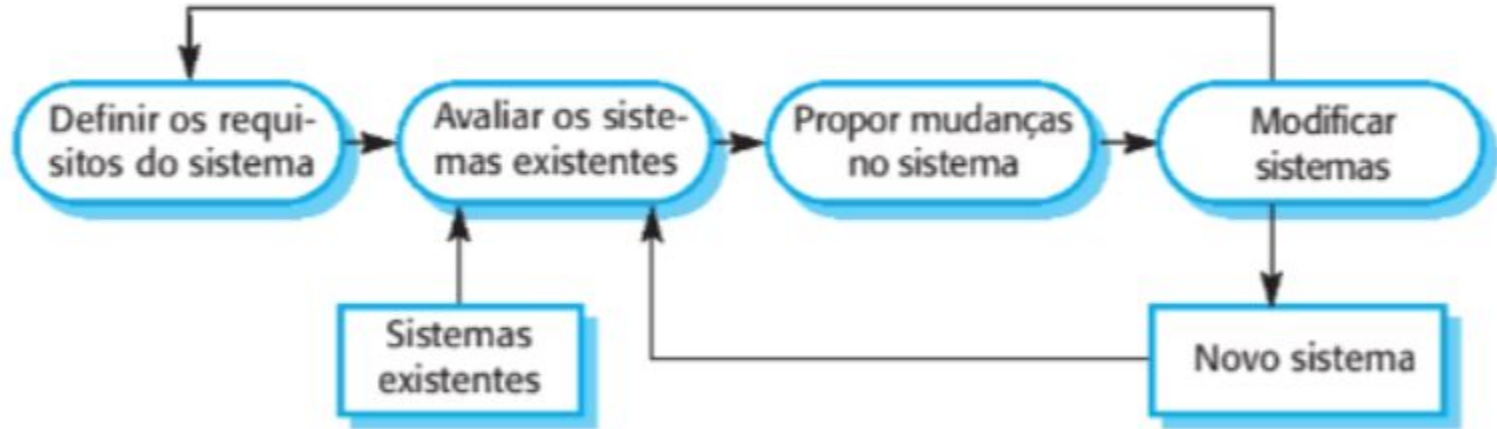 Definir os requi-
sitos do sistema
Avaliar os siste-
mas existentes
Propor mudanças
no sistema
Modificar
sistemas
Sistemas
existentes
Novo sistema